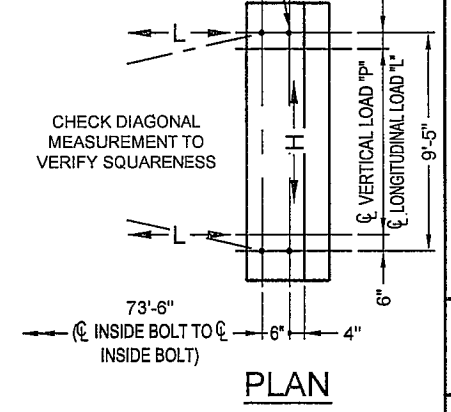 L
CHECK DIAGONAL
MEASUREMENT TO
VERIFY SQUARENESS
H
℄ VERTICAL LOAD "P"
℄ LONGITUDINAL LOAD "L"
9'-5"
L
6"
73'-6"
(℄ INSIDE BOLT TO ℄
INSIDE BOLT)
6"
4"
PLAN